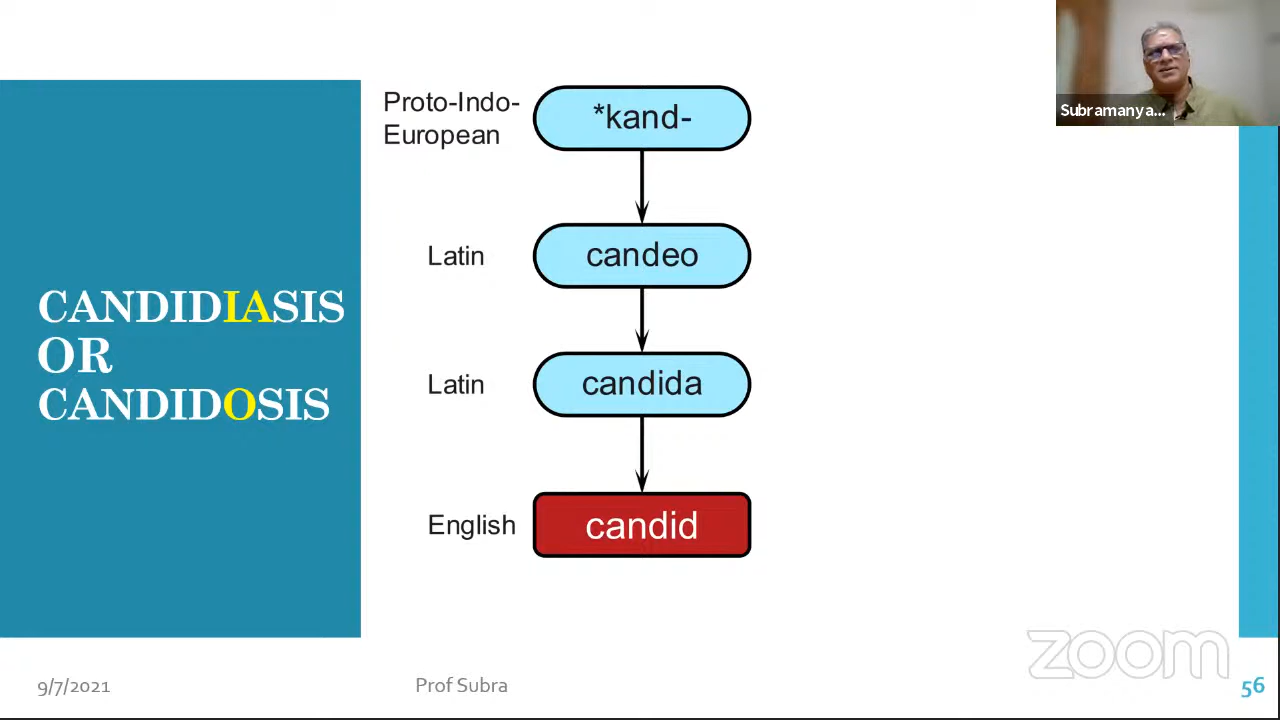 CANDIDIASIS
OR
CANDIDOSIS
Proto-Indo-
European
*kand-
Latin
candeo
Latin
candida
English
candid
Subramanya...
zoom
9/7/2021
Prof Subra
56